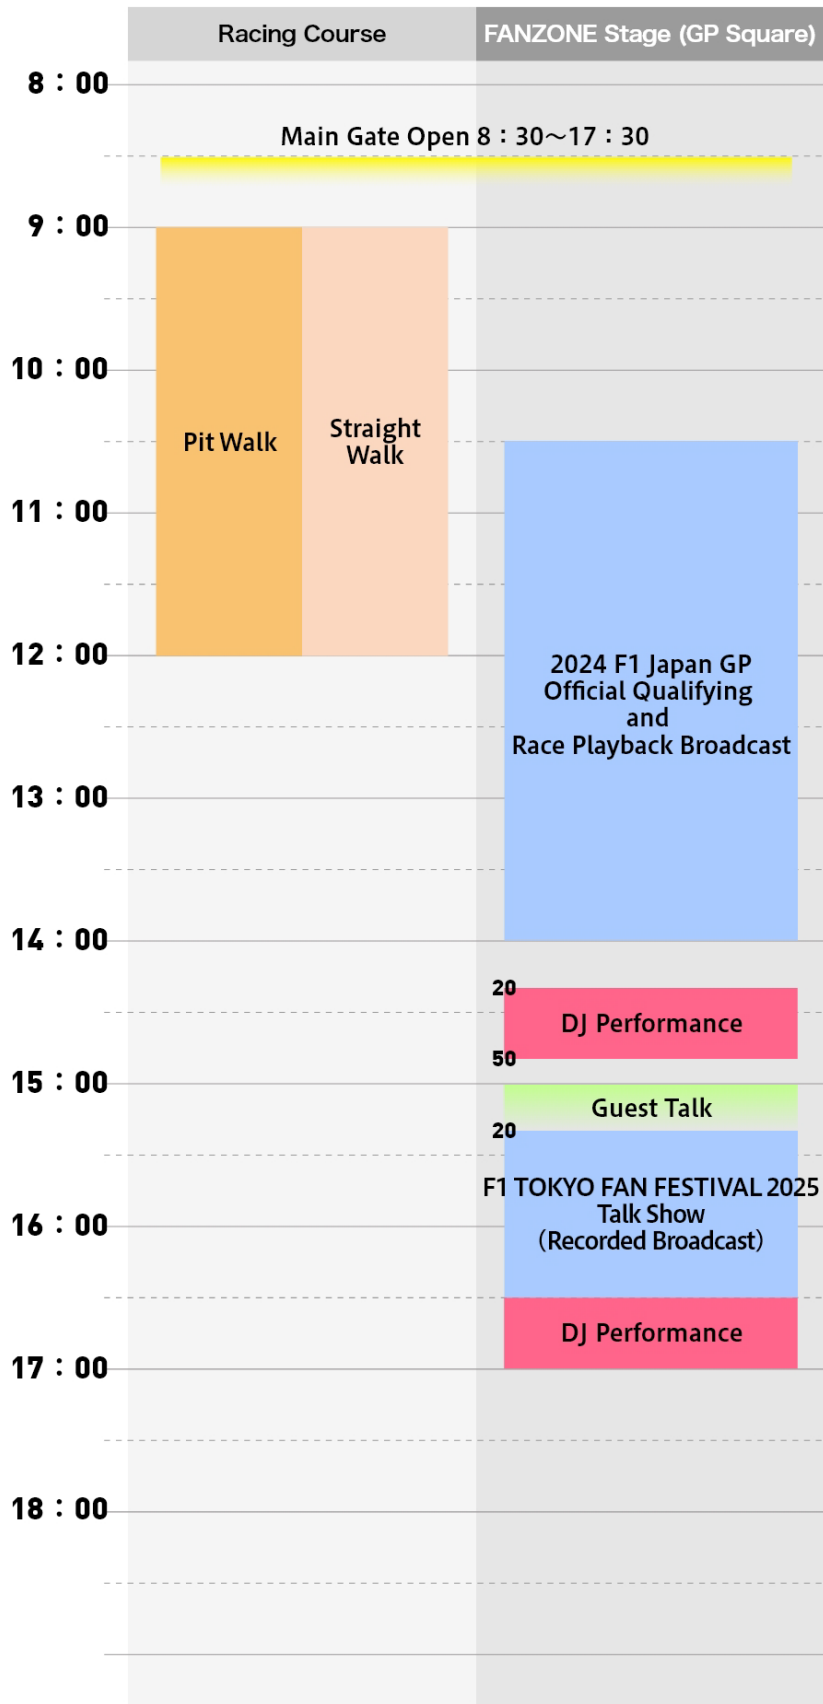 Racing Course
FANZONE Stage (GP Square)
8：00
Main Gate Open 8：30～17：30
9：00
10：00
Pit Walk
Straight
Walk
11：00
12：00
2024 F1 Japan GP
Official Qualifying
and
Race Playback Broadcast
13：00
14：00
20
DJ Performance
50
15：00
Guest Talk
20
F1 TOKYO FAN FESTIVAL 2025
Talk Show
（Recorded Broadcast）
16：00
DJ Performance
17：00
18：00